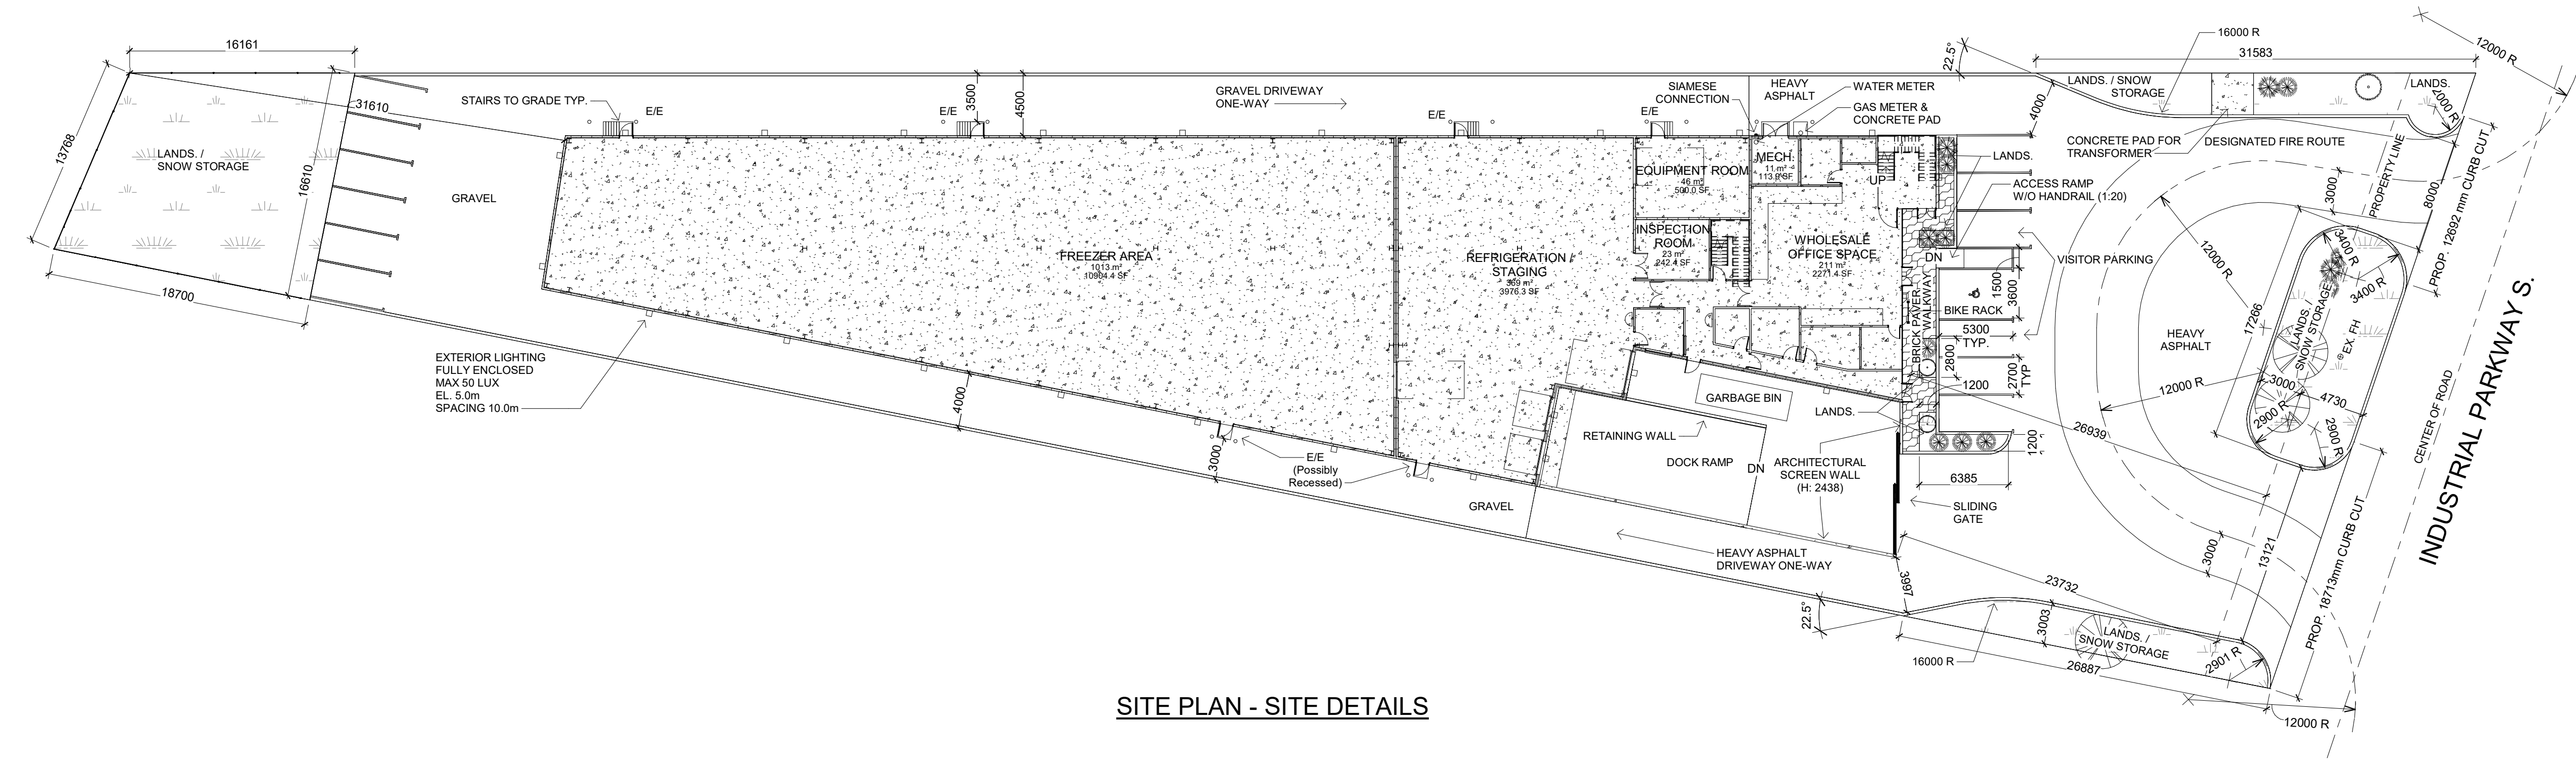 16161
13768
31610
16610
18700
LANDS. /
SNOW STORAGE
GRAVEL
STAIRS TO GRADE TYP.
E/E
E/E
3500
4500
GRAVEL DRIVEWAY
ONE-WAY
E/E
E/E
SIAMESE
CONNECTION
HEAVY
ASPHALT
WATER METER
GAS METER &
CONCRETE PAD
22.5°
4000
16000 R
31583
12000 R
LANDS. / SNOW
STORAGE
LANDS.
2000 R
CONCRETE PAD FOR
TRANSFORMER
DESIGNATED FIRE ROUTE
PROPERTY LINE
8000
PROP. 12692 mm CURB CUT
FREEZER AREA
1013 m²
10904.4 SF
REFRIGERATION /
STAGING
369 m²
3976.3 SF
EQUIPMENT ROOM
46 m²
500.0 SF
MECH.
11 m²
INSPECTION
ROOM
23 m²
242.4 SF
WHOLESALE
OFFICE SPACE
211 m²
2271.4 SF
UP
DN
LANDS.
ACCESS RAMP
W/O HANDRAIL (1:20)
VISITOR PARKING
BRICK PAVER
WALKWAY
1500
3600
BIKE RACK
5300
TYP.
2800
2700
TYP
1200
LANDS.
1200
6385
26939
3000
12000 R
12000 R
17266
HEAVY
ASPHALT
3400 R
3400 R
LANDS. /
SNOW STORAGE
EX. FH
3000
4730
2900 R
2900 R
CENTER OF ROAD
INDUSTRIAL PARKWAY S.
EXTERIOR LIGHTING
FULLY ENCLOSED
MAX 50 LUX
EL. 5.0m
SPACING 10.0m
4000
3000
E/E
(Possibly
Recessed)
GRAVEL
GARBAGE BIN
RETAINING WALL
DOCK RAMP
DN
ARCHITECTURAL
SCREEN WALL
(H: 2438)
SLIDING
GATE
HEAVY ASPHALT
DRIVEWAY ONE-WAY
3997
22.5°
23732
3003
LANDS. /
SNOW STORAGE
16000 R
26887
2901 R
3000
13121
PROP. 18713mm CURB CUT
12000 R
SITE PLAN - SITE DETAILS